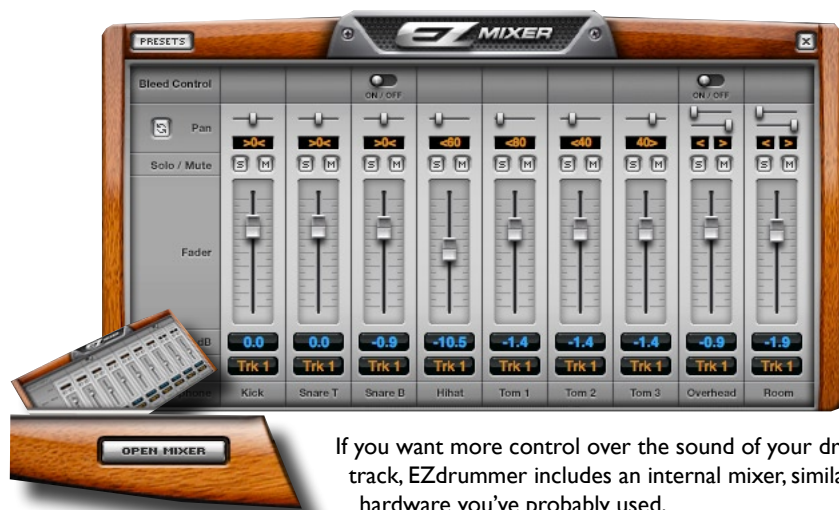 EZ MIXER
PRESETS
X
Bleed Control ON / OFF ON / OFF
Pan >0< >0< >0< <60 <80 <40 40> < > < >
Solo / Mute S M S M S M S M S M S M S M S M S M
Fader
dB 0.0 0.0 -0.9 -10.5 -1.4 -1.4 -1.4 -0.9 -1.9
Trk 1 Trk 1 Trk 1 Trk 1 Trk 1 Trk 1 Trk 1 Trk 1 Trk 1
Kick Snare T Snare B Hihat Tom 1 Tom 2 Tom 3 Overhead Room
OPEN MIXER
If you want more control over the sound of your dr
track, EZdrummer includes an internal mixer, simila
hardware you've probably used.